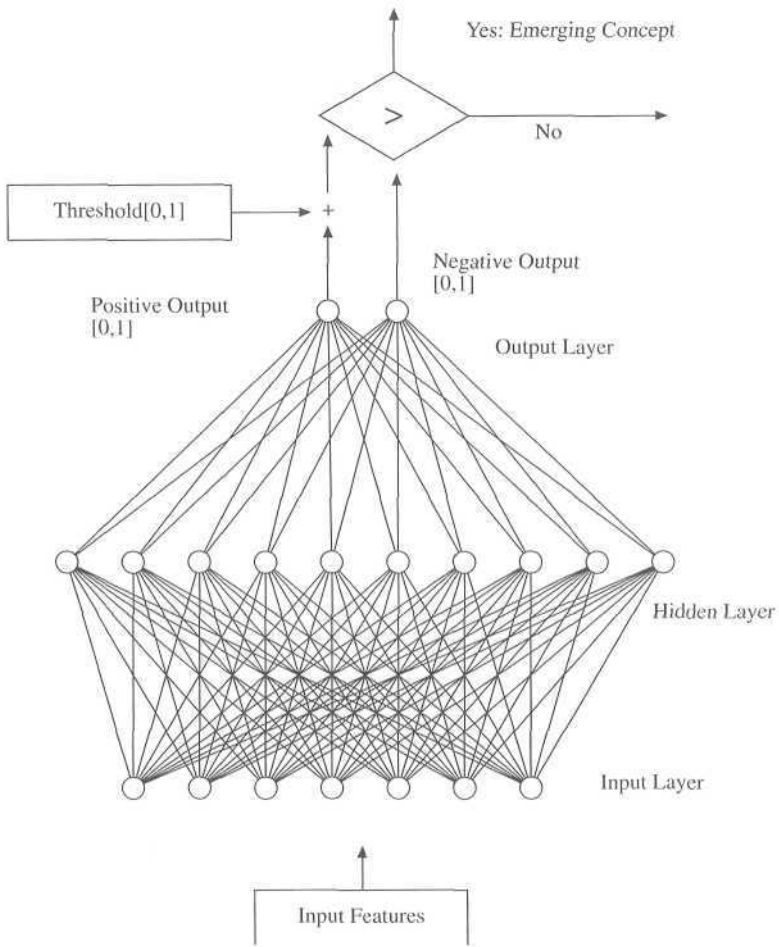 Yes: Emerging Concept
>
No
Threshold[0,1]
+
Negative Output
[0,1]
Positive Output
[0,1]
Output Layer
Hidden Layer
Input Layer
Input Features